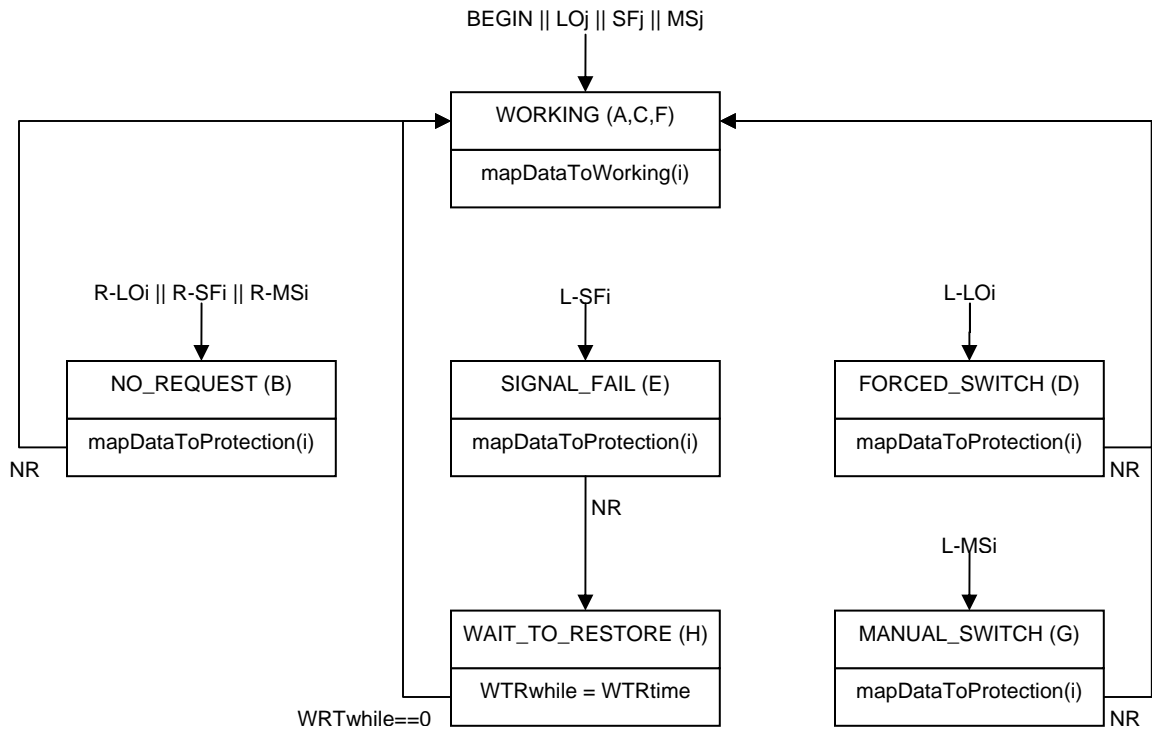 BEGIN || LOj || SFj || MSj
WORKING (A,C,F)
mapDataToWorking(i)
R-LOi || R-SFi || R-MSi
L-SFi
L-LOi
NO_REQUEST (B)
SIGNAL_FAIL (E)
FORCED_SWITCH (D)
mapDataToProtection(i)
mapDataToProtection(i)
mapDataToProtection(i)
NR
NR
NR
L-MSi
WAIT_TO_RESTORE (H)
MANUAL_SWITCH (G)
WTRwhile = WTRtime
mapDataToProtection(i)
WRTwhile==0
NR